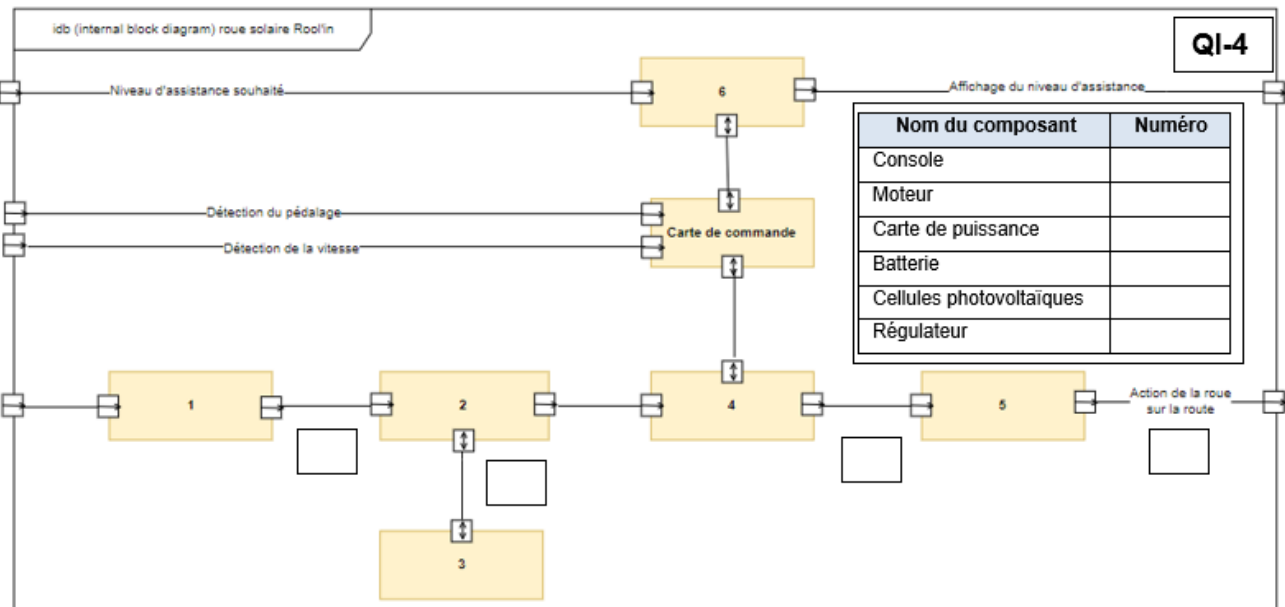 idb (internal block diagram) roue solaire Rool'in
QI-4
Niveau d'assistance souhaité
6
Affichage du niveau d'assistance
Nom du composant Numéro
Console
Moteur
Carte de puissance
Batterie
Cellules photovoltaïques
Régulateur
Détection du pédalage
Carte de commande
Détection de la vitesse
1
2
4
5
Action de la roue
sur la route
3